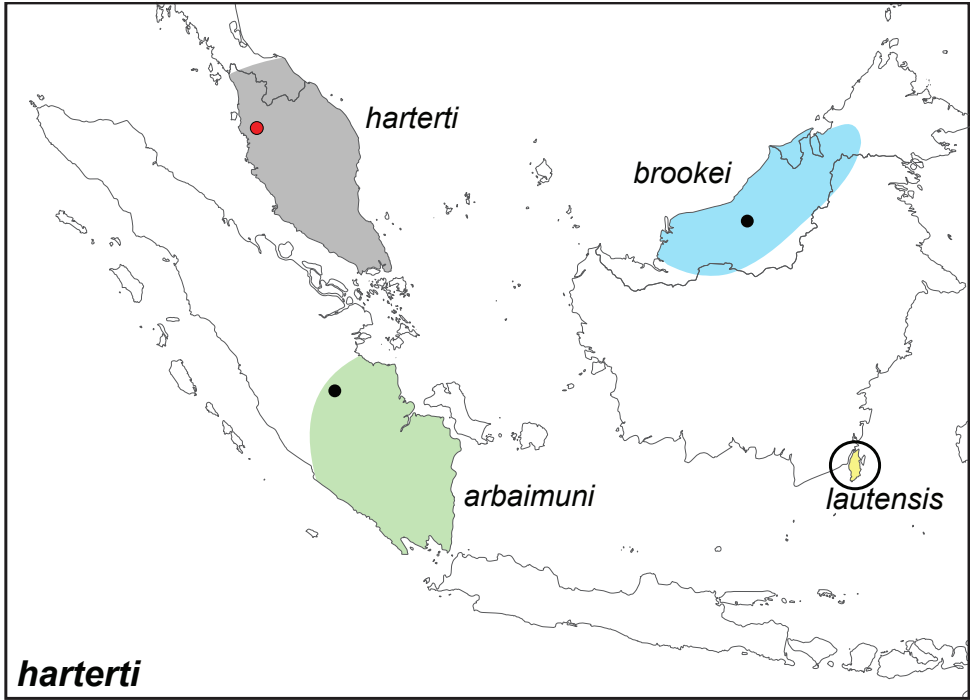 harterti
brookei
arbaimuni
lautensis
harterti